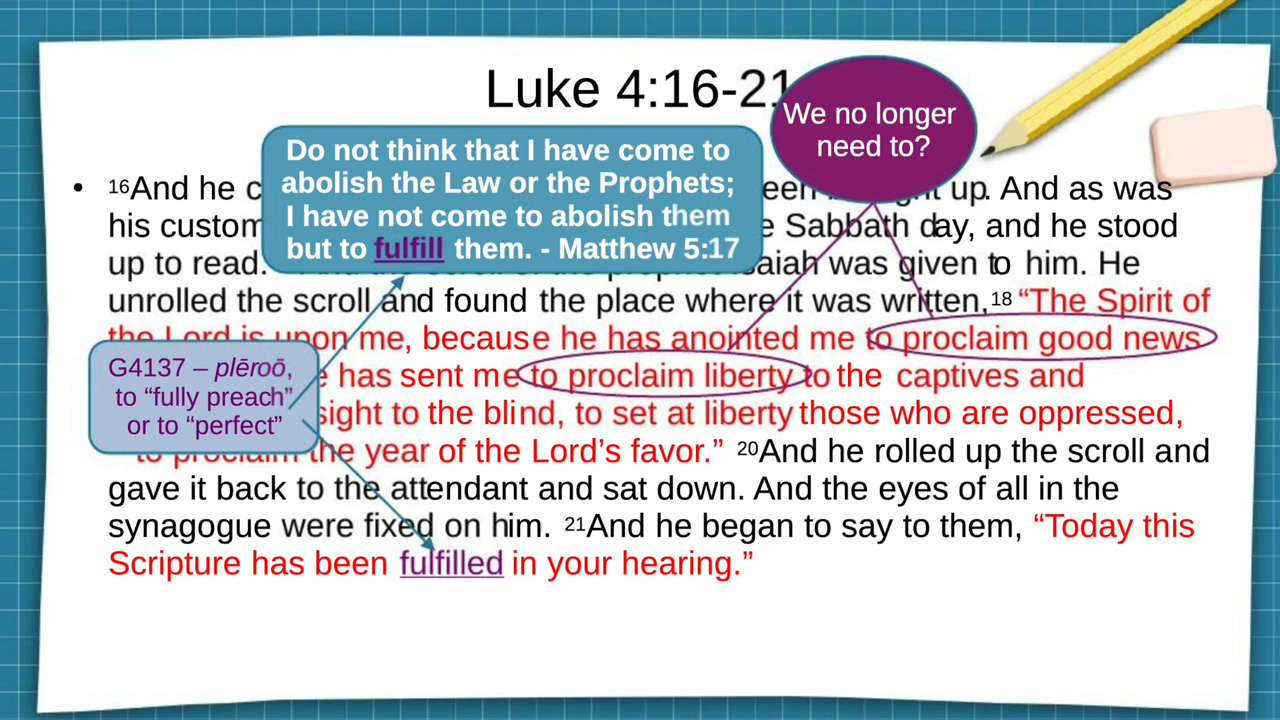 Luke 4:16-21
We no longer
need to?
Do not think that I have come to
abolish the Law or the Prophets;
I have not come to abolish them
but to fulfill them. - Matthew 5:17
• 16And he up. And as was
his custom Sabbath day, and he stood
up to read. was given to him. He
unrolled the scroll and found the place where it was written, 18 “The Spirit of
the Lord is upon me, because he has anointed me to proclaim good news
has sent me to proclaim liberty to the captives and
sight to the blind, to set at liberty those who are oppressed,
to proclaim the year of the Lord’s favor.” 20And he rolled up the scroll and
gave it back to the attendant and sat down. And the eyes of all in the
synagogue were fixed on him. 21And he began to say to them, “Today this
Scripture has been fulfilled in your hearing.”
G4137 – plēroō,
to “fully preach”
or to “perfect”